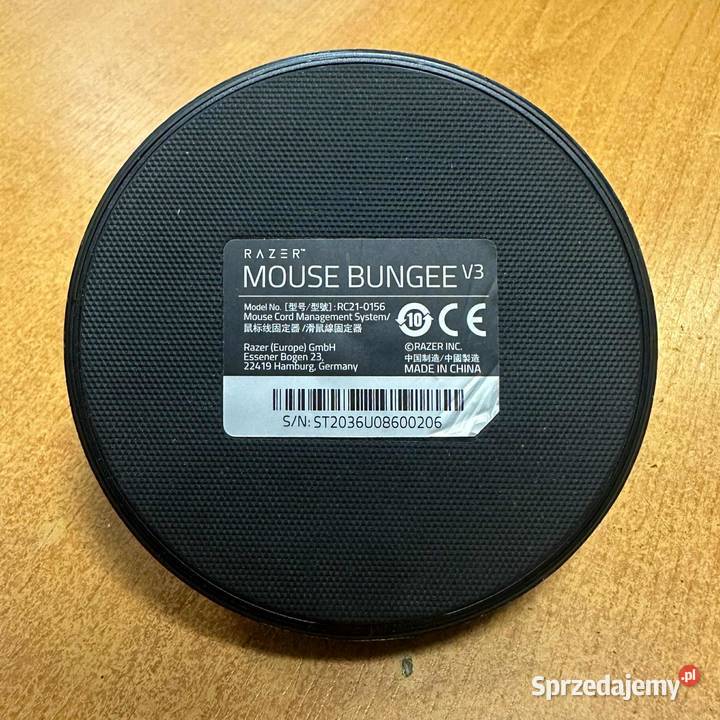 RAZER™
MOUSE BUNGEE V3
Model No. [型号/型號] : RC21-0156
Mouse Cord Management System/
鼠标线固定器 /滑鼠線固定器
Razer (Europe) GmbH
Essener Bogen 23,
22419 Hamburg, Germany
10 CE
©RAZER INC.
中国制造/中國製造
MADE IN CHINA
S/N: ST2036U08600206
Sprzedajemy.pl